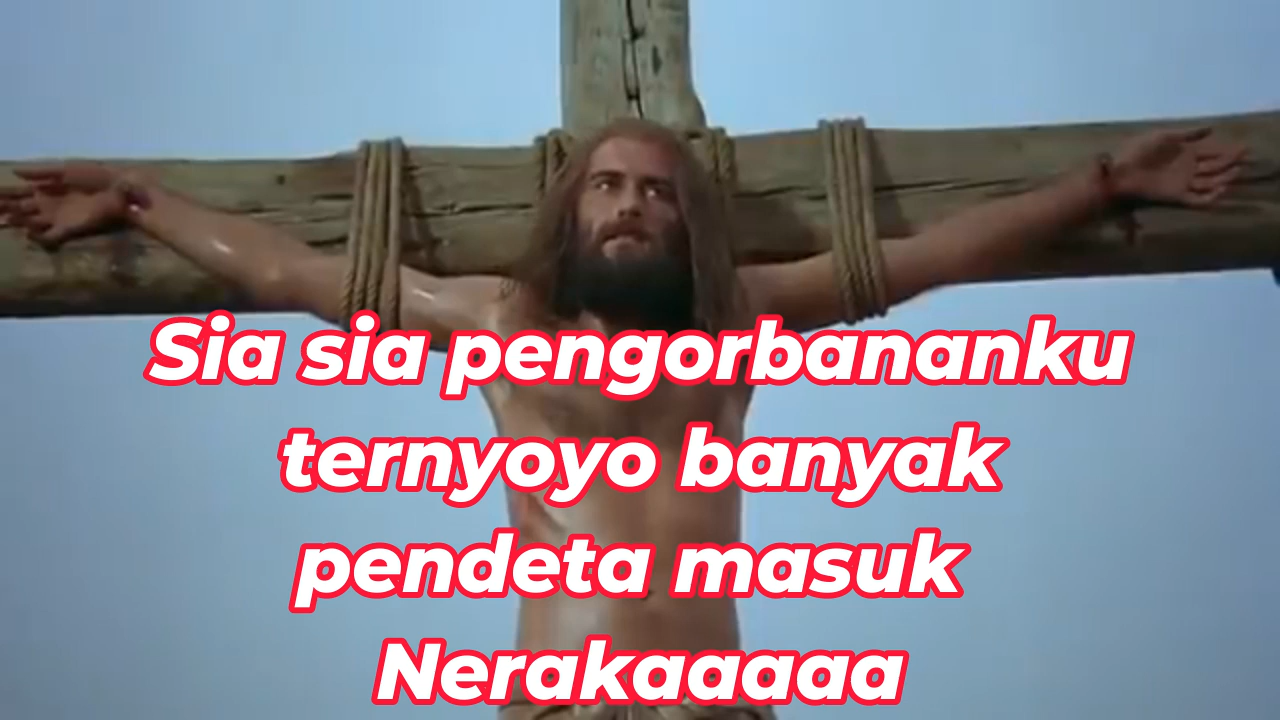 Sia sia pengorbananku
ternyoyo banyak
pendeta masuk
Nerakaaaaa